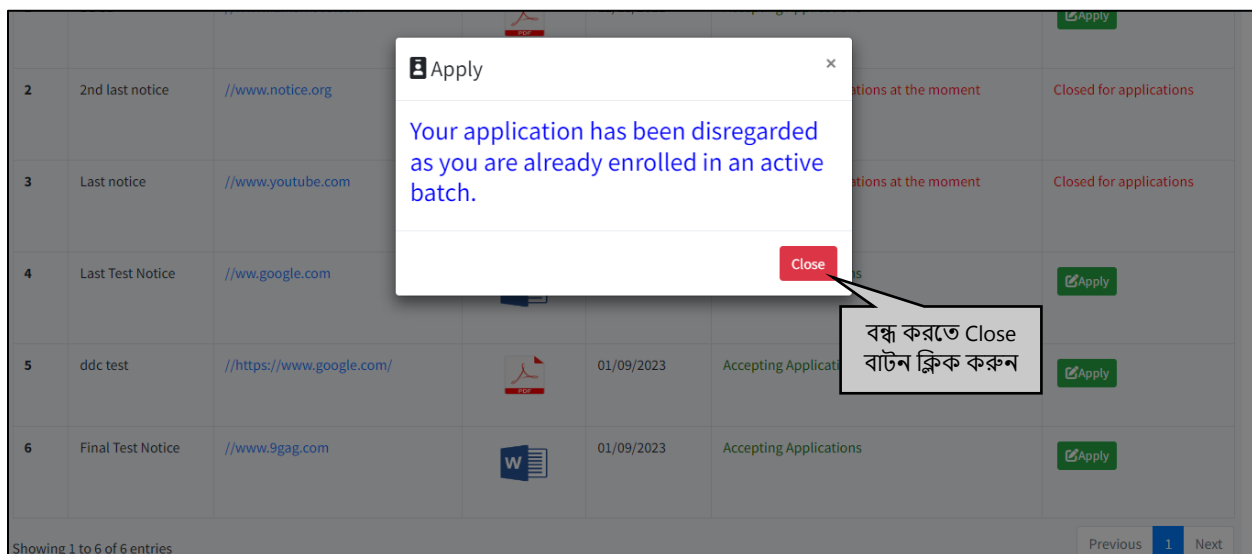 Apply
Apply ×
2 2nd last notice //www.notice.org ations at the moment Closed for applications
Your application has been disregarded
as you are already enrolled in an active
batch.
3 Last notice //www.youtube.com ations at the moment Closed for applications
Close
4 Last Test Notice //ww.google.com Apply
বন্ধ করতে Close
বাটন ক্লিক করুন
5 ddc test //https://www.google.com/ PDF 01/09/2023 Accepting Applicati Apply
6 Final Test Notice //www.9gag.com W 01/09/2023 Accepting Applications Apply
Showing 1 to 6 of 6 entries Previous 1 Next